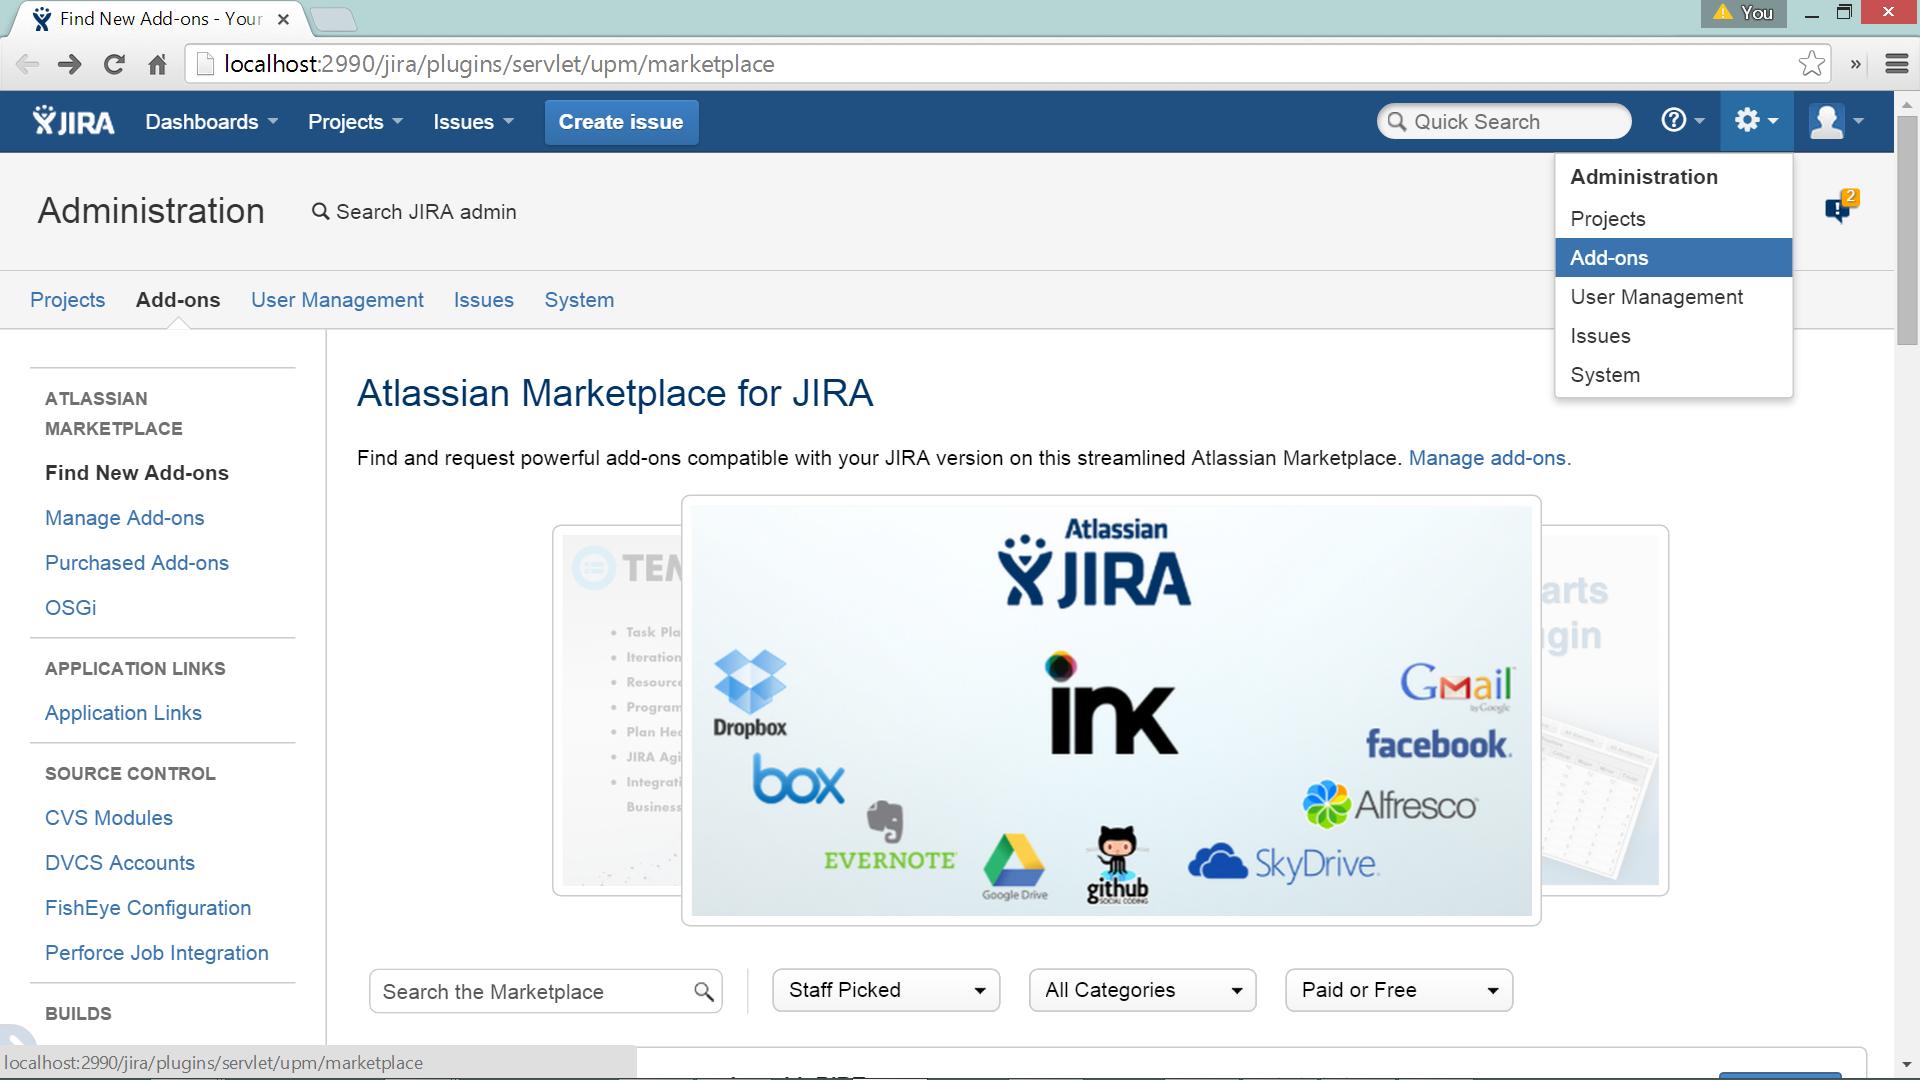 Find New Add-ons - Your
You
localhost:2990/jira/plugins/servlet/upm/marketplace
JIRA Dashboards Projects Issues Create issue Quick Search
Administration Search JIRA admin
Administration
Projects
Add-ons
User Management
Issues
System
2
Projects Add-ons User Management Issues System
ATLASSIAN
MARKETPLACE
Find New Add-ons
Manage Add-ons
Purchased Add-ons
OSGi
APPLICATION LINKS
Application Links
SOURCE CONTROL
CVS Modules
DVCS Accounts
FishEye Configuration
Perforce Job Integration
BUILDS
Atlassian Marketplace for JIRA
Find and request powerful add-ons compatible with your JIRA version on this streamlined Atlassian Marketplace. Manage add-ons.
TEM
Task Pla
Iteration
Resource
Program
Plan Hea
JIRA Agi
Integrati
Business
Atlassian
JIRA
Dropbox
ink
Gmail
by Google
facebook.
box
Alfresco
EVERNOTE
Google Drive
github
SOCIAL CODING
SkyDrive
arts
gin
Search the Marketplace
Staff Picked
All Categories
Paid or Free
localhost:2990/jira/plugins/servlet/upm/marketplace